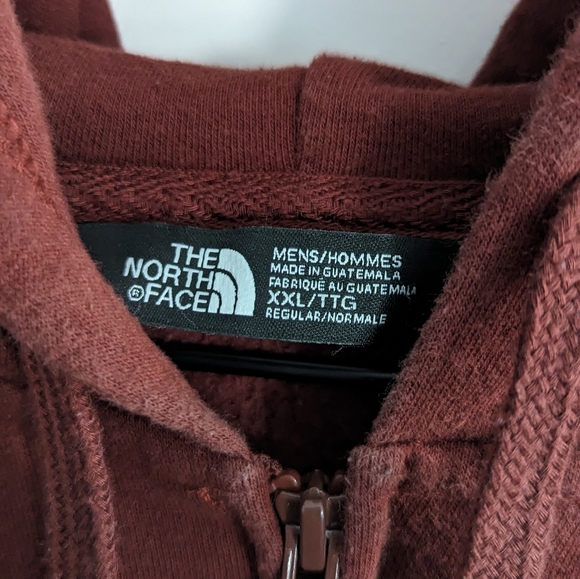 THE
NORTH
®FACE
MENS/HOMMES
MADE IN GUATEMALA
FABRIQUÉ AU GUATEMALA
XXL/TTG
REGULAR/NORMALE